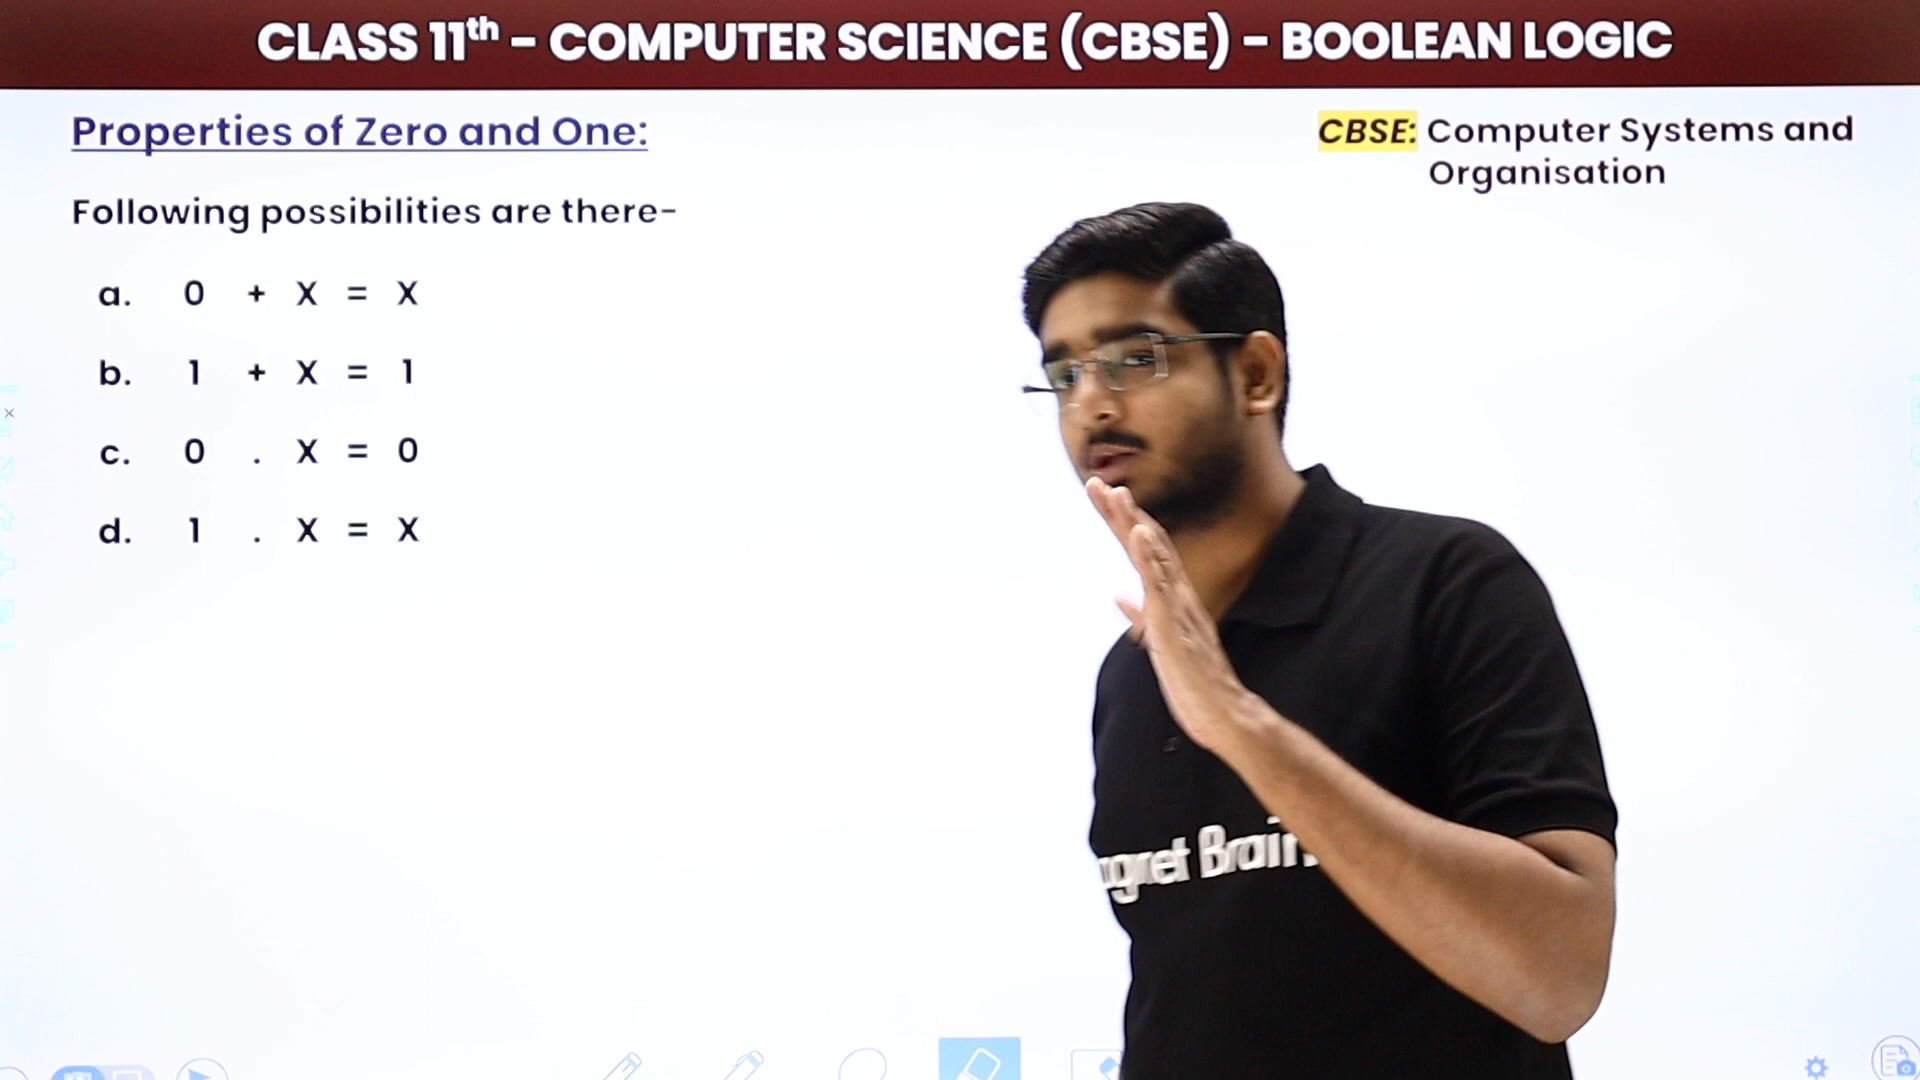 CLASS 11th - COMPUTER SCIENCE (CBSE) - BOOLEAN LOGIC
Properties of Zero and One:
CBSE: Computer Systems and
Organisation
Following possibilities are there-
a. 0 + X = X
b. 1 + X = 1
c. 0 . X = 0
d. 1 . X = X
Brain